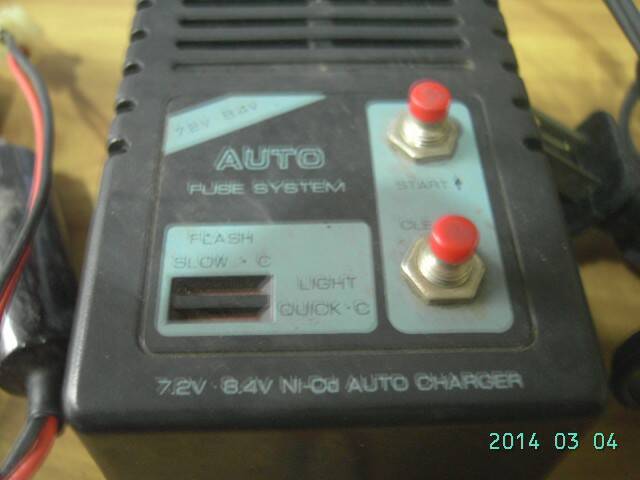 7.8V 8.4V
AUTO
FUSE SYSTEM
START
FLASH
SLOW · C
LIGHT
QUICK · C
7.2V · 8.4V Ni-Cd AUTO CHARGER
2014 03 04